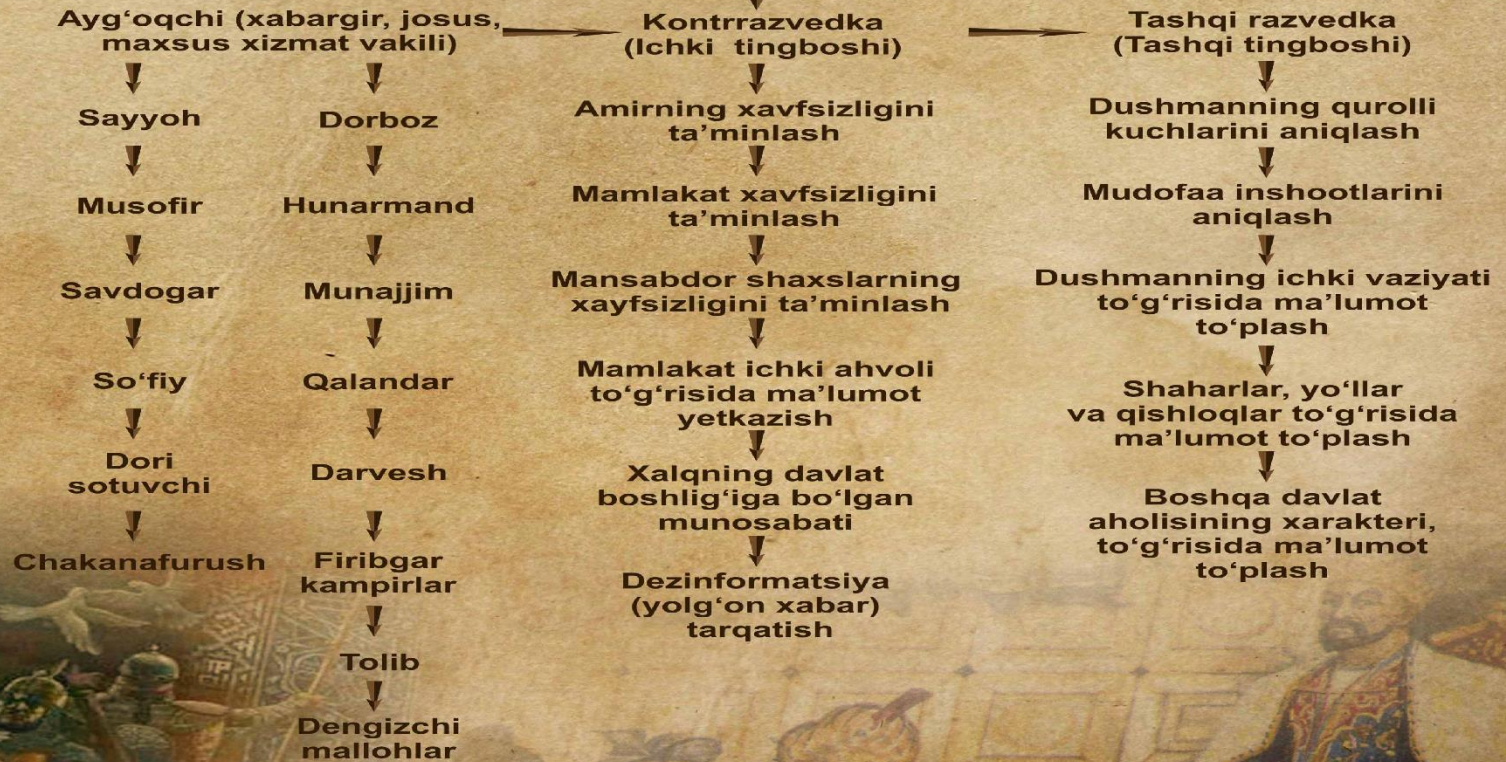 Ayg‘oqchi (xabargir, josus,
maxsus xizmat vakili)
Sayyoh
Musofir
Savdogar
So‘fiy
Dori
sotuvchi
Chakanafurush
Dorboz
Hunarmand
Munajjim
Qalandar
Darvesh
Firibgar
kampirlar
Tolib
Dengizchi
mallohlar
Kontrrazvedka
(Ichki tingboshi)
Amirning xavfsizligini
ta’minlash
Mamlakat xavfsizligini
ta’minlash
Mansabdor shaxslarning
xayfsizligini ta’minlash
Mamlakat ichki ahvoli
to‘g‘risida ma’lumot
yetkazish
Xalqning davlat
boshlig‘iga bo‘lgan
munosabati
Dezinformatsiya
(yolg‘on xabar)
tarqatish
Tashqi razvedka
(Tashqi tingboshi)
Dushmanning qurolli
kuchlarini aniqlash
Mudofaa inshootlarini
aniqlash
Dushmanning ichki vaziyati
to‘g‘risida ma’lumot
to‘plash
Shaharlar, yo‘llar
va qishloqlar to‘g‘risida
ma’lumot to‘plash
Boshqa davlat
aholisining xarakteri,
to‘g‘risida ma’lumot
to‘plash